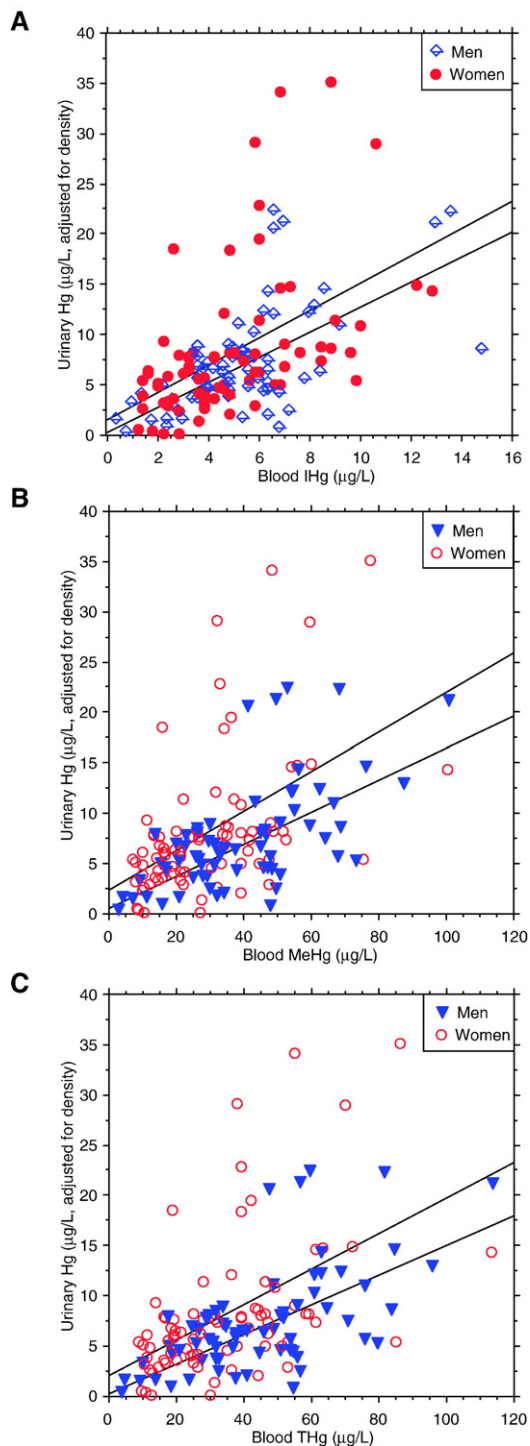 A
Men
Women
Urinary Hg (μg/L, adjusted for density)
40
35
30
25
20
15
10
5
0
0 2 4 6 8 10 12 14 16
Blood IHg (μg/L)
B
Men
Women
Urinary Hg (μg/L, adjusted for density)
40
35
30
25
20
15
10
5
0
0 20 40 60 80 100 120
Blood MeHg (μg/L)
C
Men
Women
Urinary Hg (μg/L, adjusted for density)
40
35
30
25
20
15
10
5
0
0 20 40 60 80 100 120
Blood THg (μg/L)